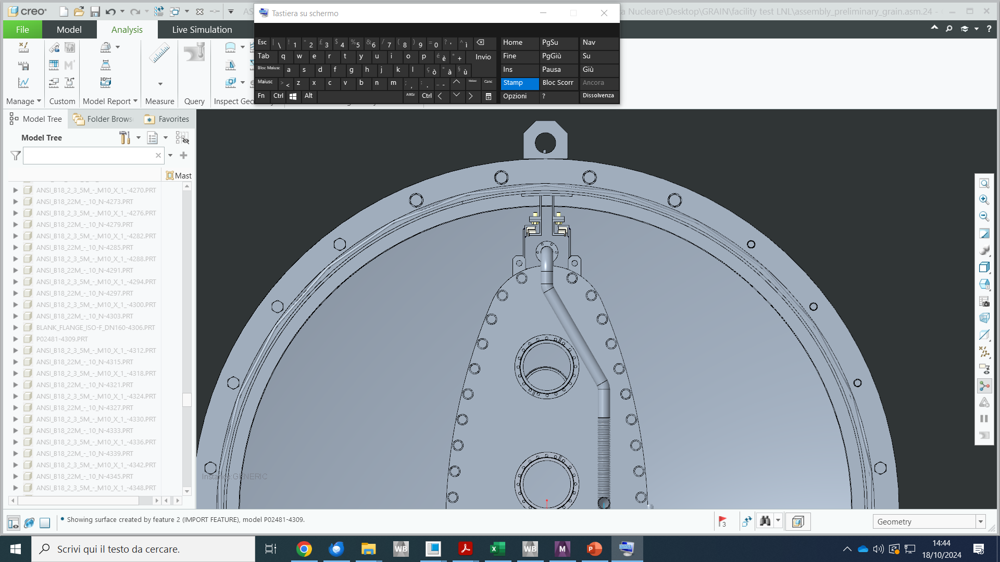 creo
Tastiera su schermo
a Nucleare\Desktop\GRAIN\facility test LNL\assembly_preliminary_grain.asm.24 -
File
Model
Analysis
Live Simulation
Manage
Custom
Model Report
Measure
Query
Inspect Geo
Esc | \ ! 1 " 2 £ 3 $ 4 % 5 & 6 / 7 ( 8 ) 9 = 0 ? ' ^ ì
Home PgSu Nav
Tab q w e r t y u i o p é è * + Invio
Fine PgGiù Su
Bloc Maiusc a s d f g h j k l ç ò ° à § ù
Ins Pausa Giù
Maiusc > < z x c v b n m ; , : . _ - Maiusc Canc
Stamp Bloc Scorr Ancora
Fn Ctrl Alt AltGr Ctrl
Opzioni ? Dissolvenza
Model Tree
Folder Brows
Favorites
Model Tree
Mast
ANSI_B18_2_3_5M_-_M10_X_1_-4270.PRT
ANSI_B18_22M_-_10_N-4273.PRT
ANSI_B18_2_3_5M_-_M10_X_1_-4276.PRT
ANSI_B18_22M_-_10_N-4279.PRT
ANSI_B18_2_3_5M_-_M10_X_1_-4282.PRT
ANSI_B18_22M_-_10_N-4285.PRT
ANSI_B18_2_3_5M_-_M10_X_1_-4288.PRT
ANSI_B18_22M_-_10_N-4291.PRT
ANSI_B18_2_3_5M_-_M10_X_1_-4294.PRT
ANSI_B18_22M_-_10_N-4297.PRT
ANSI_B18_2_3_5M_-_M10_X_1_-4300.PRT
ANSI_B18_22M_-_10_N-4303.PRT
BLANK_FLANGE_ISO-F_DN160-4306.PRT
P02481-4309.PRT
ANSI_B18_2_3_5M_-_M10_X_1_-4312.PRT
ANSI_B18_22M_-_10_N-4315.PRT
ANSI_B18_2_3_5M_-_M10_X_1_-4318.PRT
ANSI_B18_22M_-_10_N-4321.PRT
ANSI_B18_2_3_5M_-_M10_X_1_-4324.PRT
ANSI_B18_22M_-_10_N-4327.PRT
ANSI_B18_2_3_5M_-_M10_X_1_-4330.PRT
ANSI_B18_22M_-_10_N-4333.PRT
ANSI_B18_2_3_5M_-_M10_X_1_-4336.PRT
ANSI_B18_22M_-_10_N-4339.PRT
ANSI_B18_2_3_5M_-_M10_X_1_-4342.PRT
ANSI_B18_22M_-_10_N-4345.PRT
ANSI_B18_2_3_5M_-_M10_X_1_-4348.PRT
Instance:GENERIC
Showing surface created by feature 2 (IMPORT FEATURE), model P02481-4309.
3
Geometry
Scrivi qui il testo da cercare.
WB
WB
M
P
14:44
18/10/2024